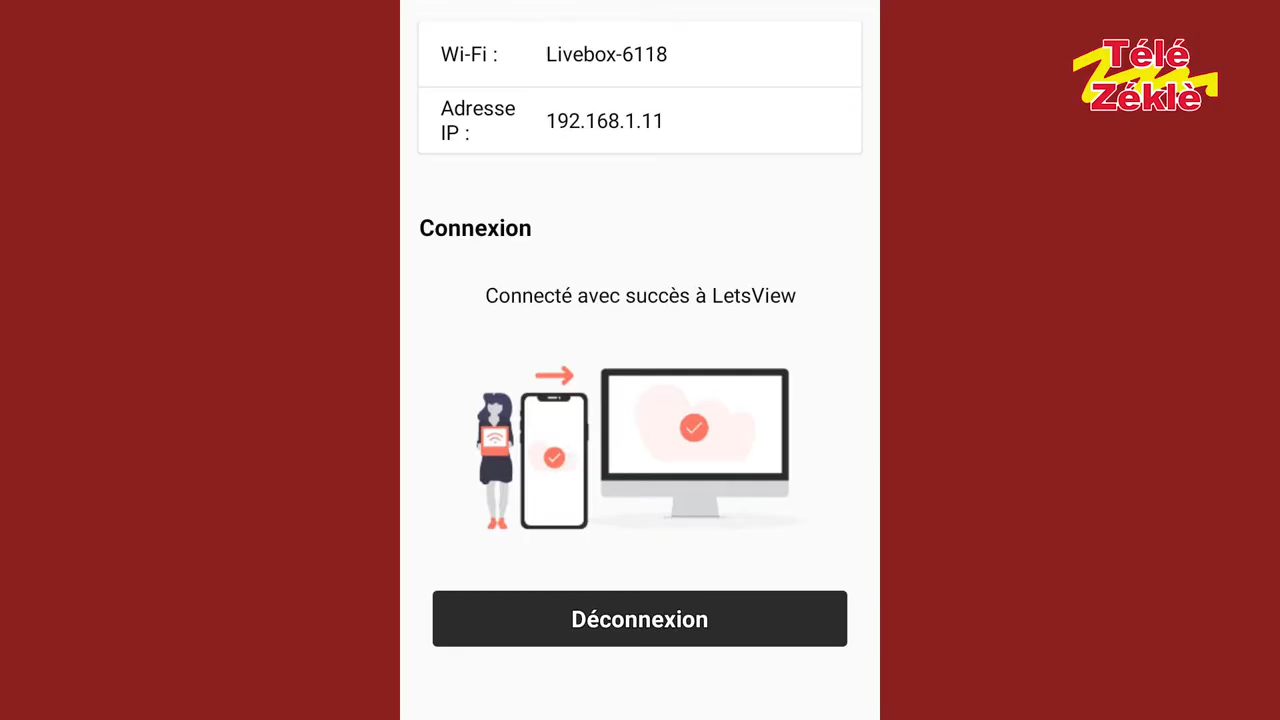 Télé
Zéklè
Wi-Fi : Livebox-6118
Adresse
IP : 192.168.1.11
Connexion
Connecté avec succès à LetsView
Déconnexion